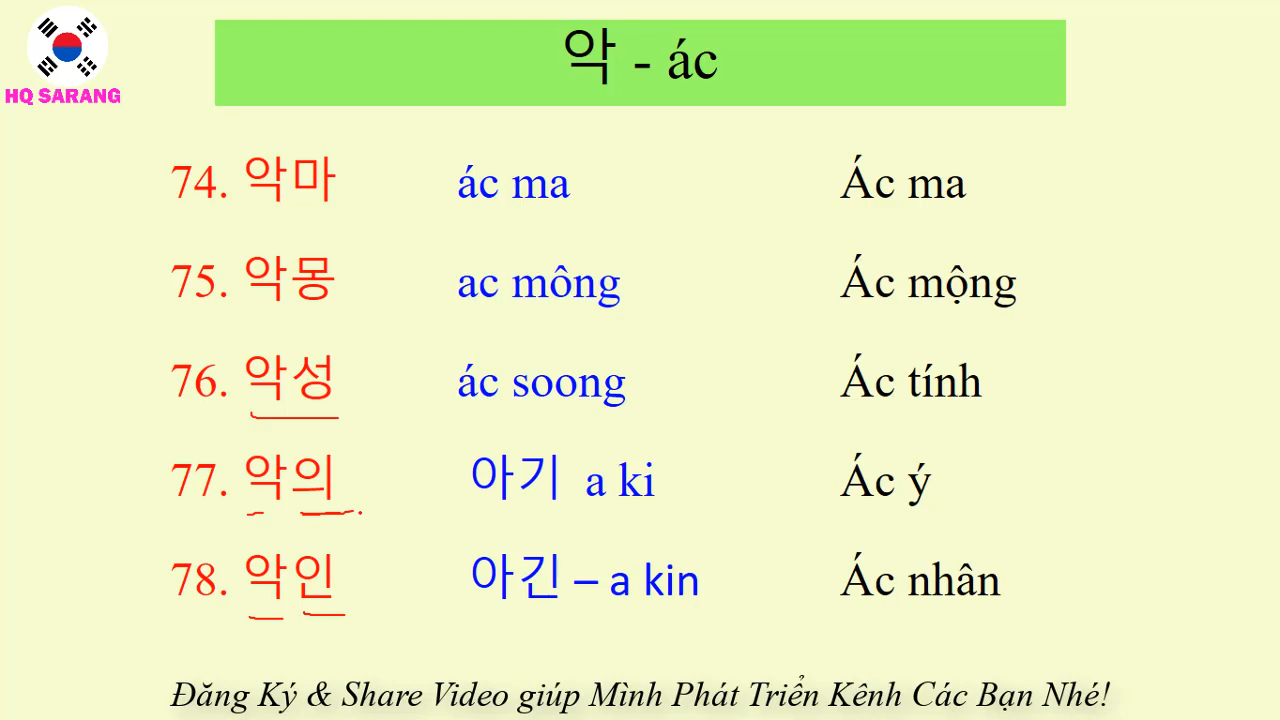 HQ SARANG
악 - ác
74. 악마 ác ma Ác ma
75. 악몽 ac mông Ác mộng
76. 악성 ác soong Ác tính
77. 악의 아기 a ki Ác ý
78. 악인 아긴 – a kin Ác nhân
Đăng Ký & Share Video giúp Mình Phát Triển Kênh Các Bạn Nhé!